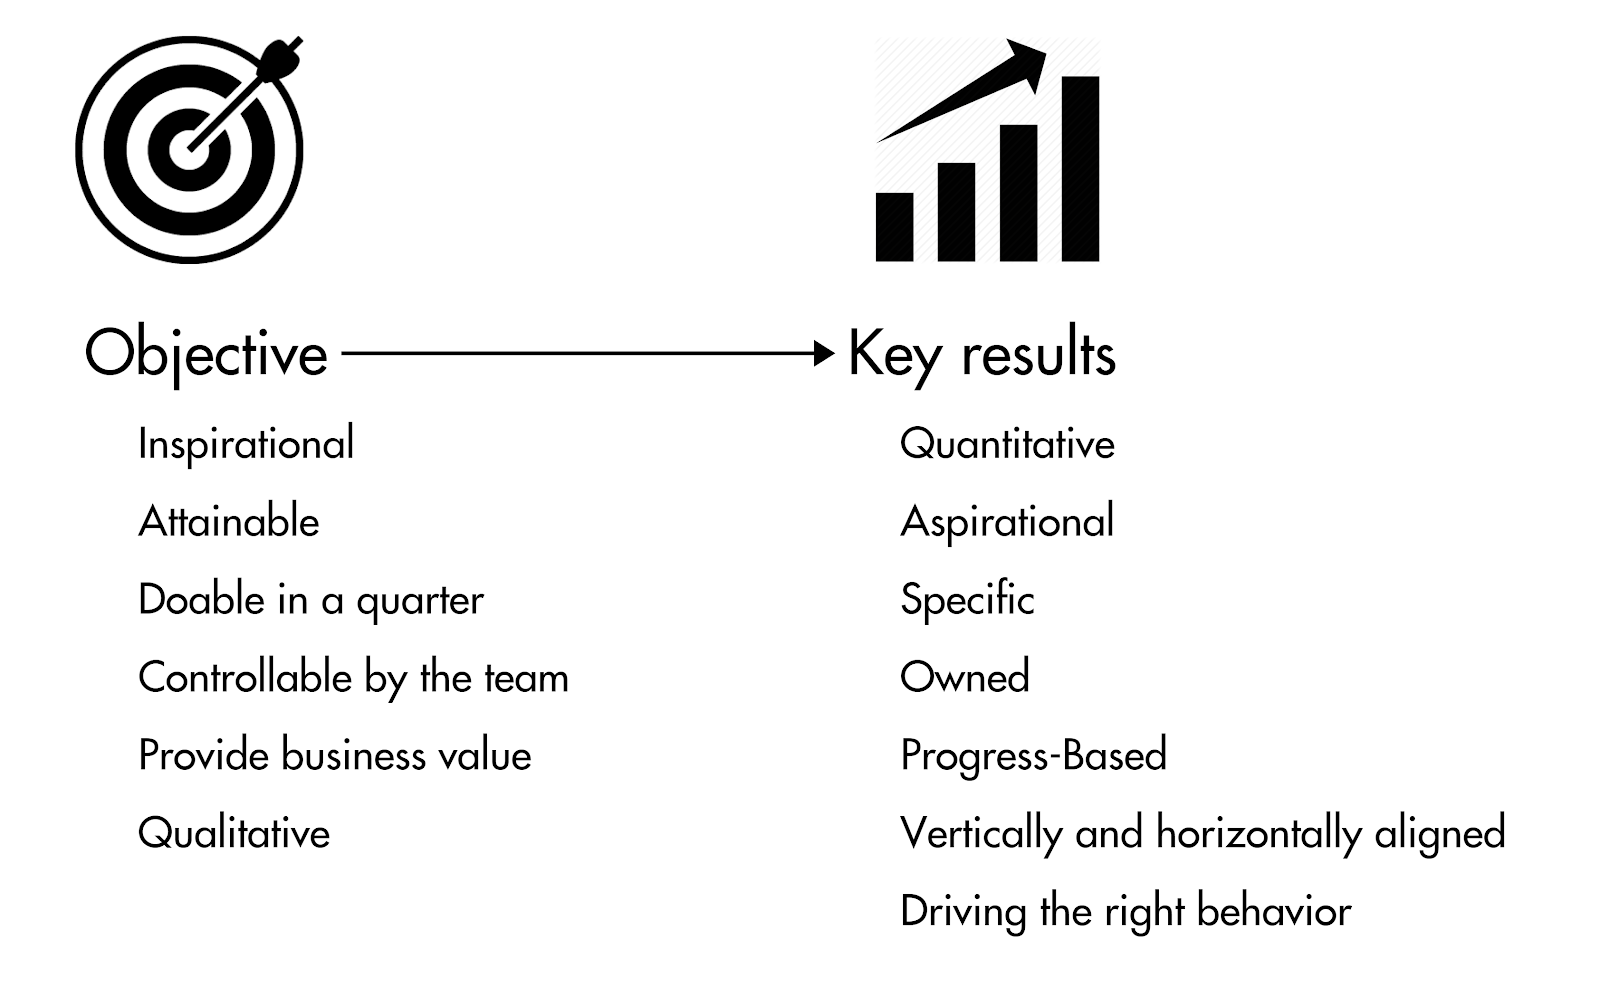 Objective
Key results
Inspirational
Attainable
Doable in a quarter
Controllable by the team
Provide business value
Qualitative
Quantitative
Aspirational
Specific
Owned
Progress-Based
Vertically and horizontally aligned
Driving the right behavior